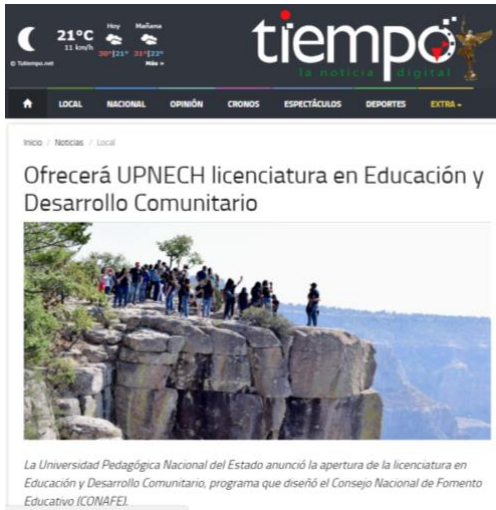 21°C
11 km/h
Hoy
30°|21°
Mañana
31°|22°
Más »
© Tutiempo.net
tiempo
la noticia digital
LOCAL NACIONAL OPINIÓN CRONOS ESPECTÁCULOS DEPORTES EXTRA
Inicio / Noticias / Local
Ofrecerá UPNECH licenciatura en Educación y
Desarrollo Comunitario
La Universidad Pedagógica Nacional del Estado anunció la apertura de la licenciatura en
Educación y Desarrollo Comunitario, programa que diseñó el Consejo Nacional de Fomento
Educativo (CONAFE).